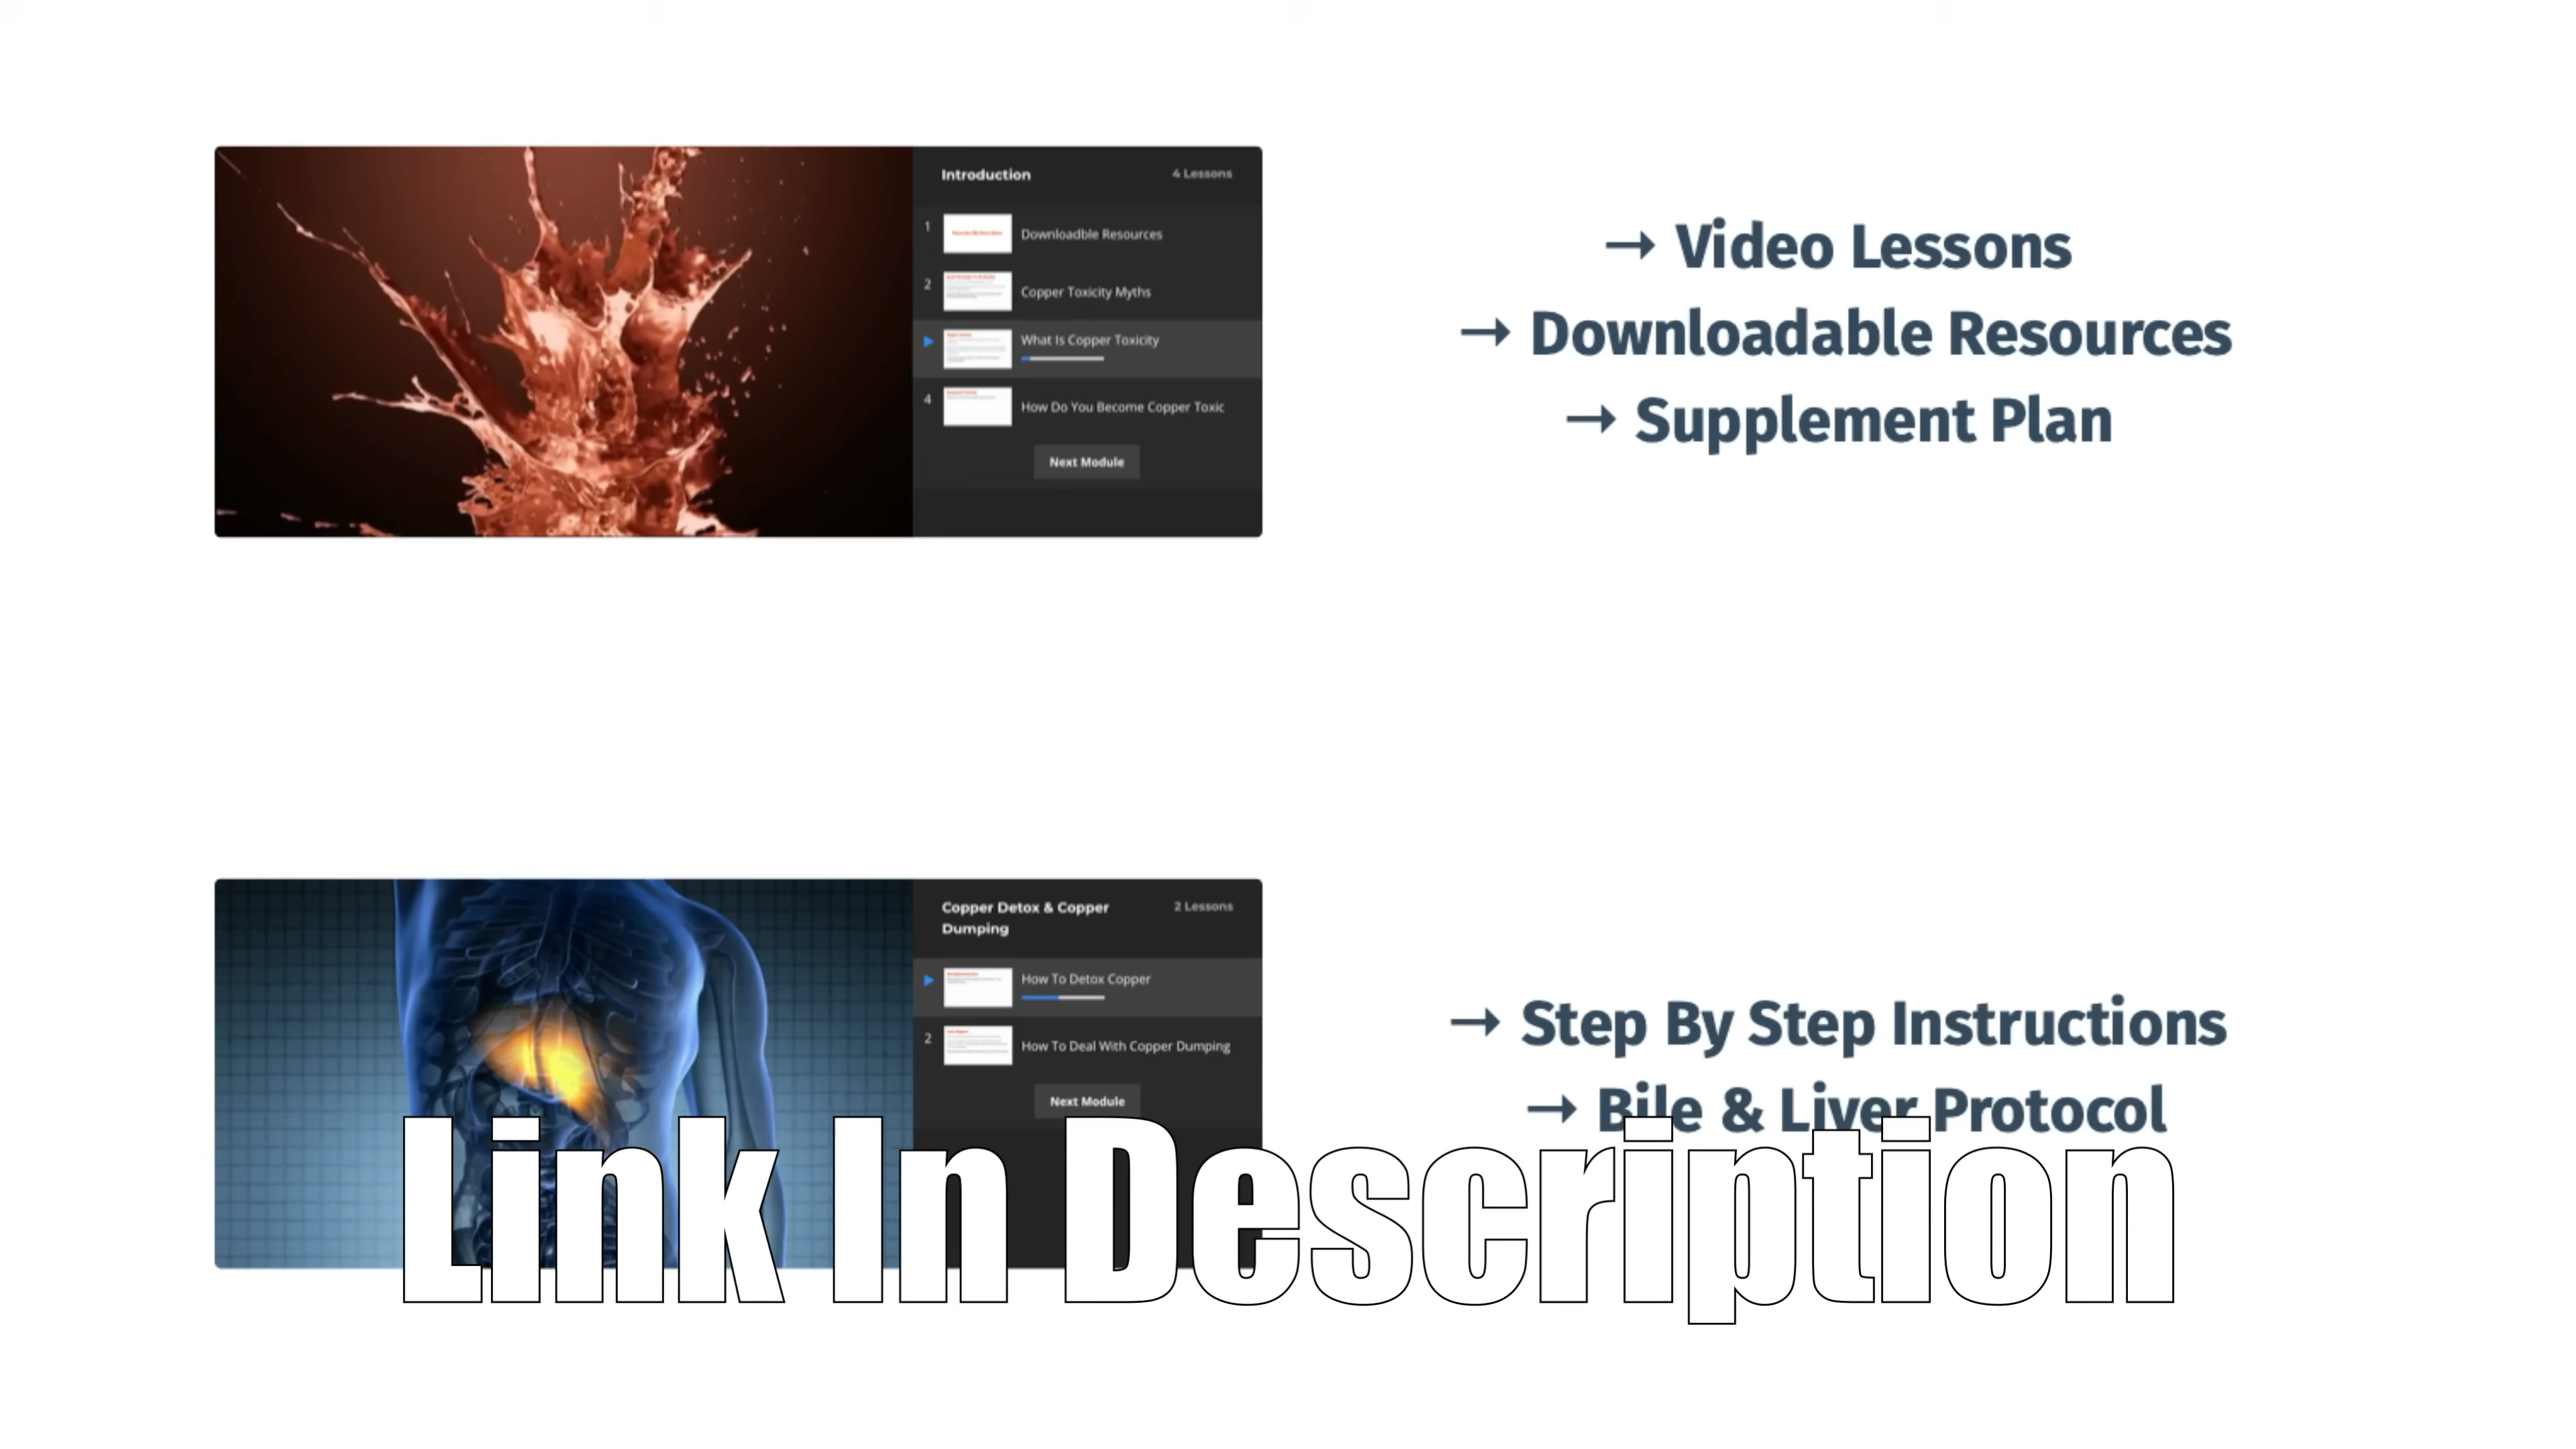 Introduction
4 Lessons
1
Downloadble Resources
2
Copper Toxicity Myths
What Is Copper Toxicity
4
How Do You Become Copper Toxic
Next Module
→ Video Lessons
→ Downloadable Resources
→ Supplement Plan
Copper Detox & Copper
Dumping
2 Lessons
How To Detox Copper
2
How To Deal With Copper Dumping
Next Module
→ Step By Step Instructions
→ Bile & Liver Protocol
Link In Description